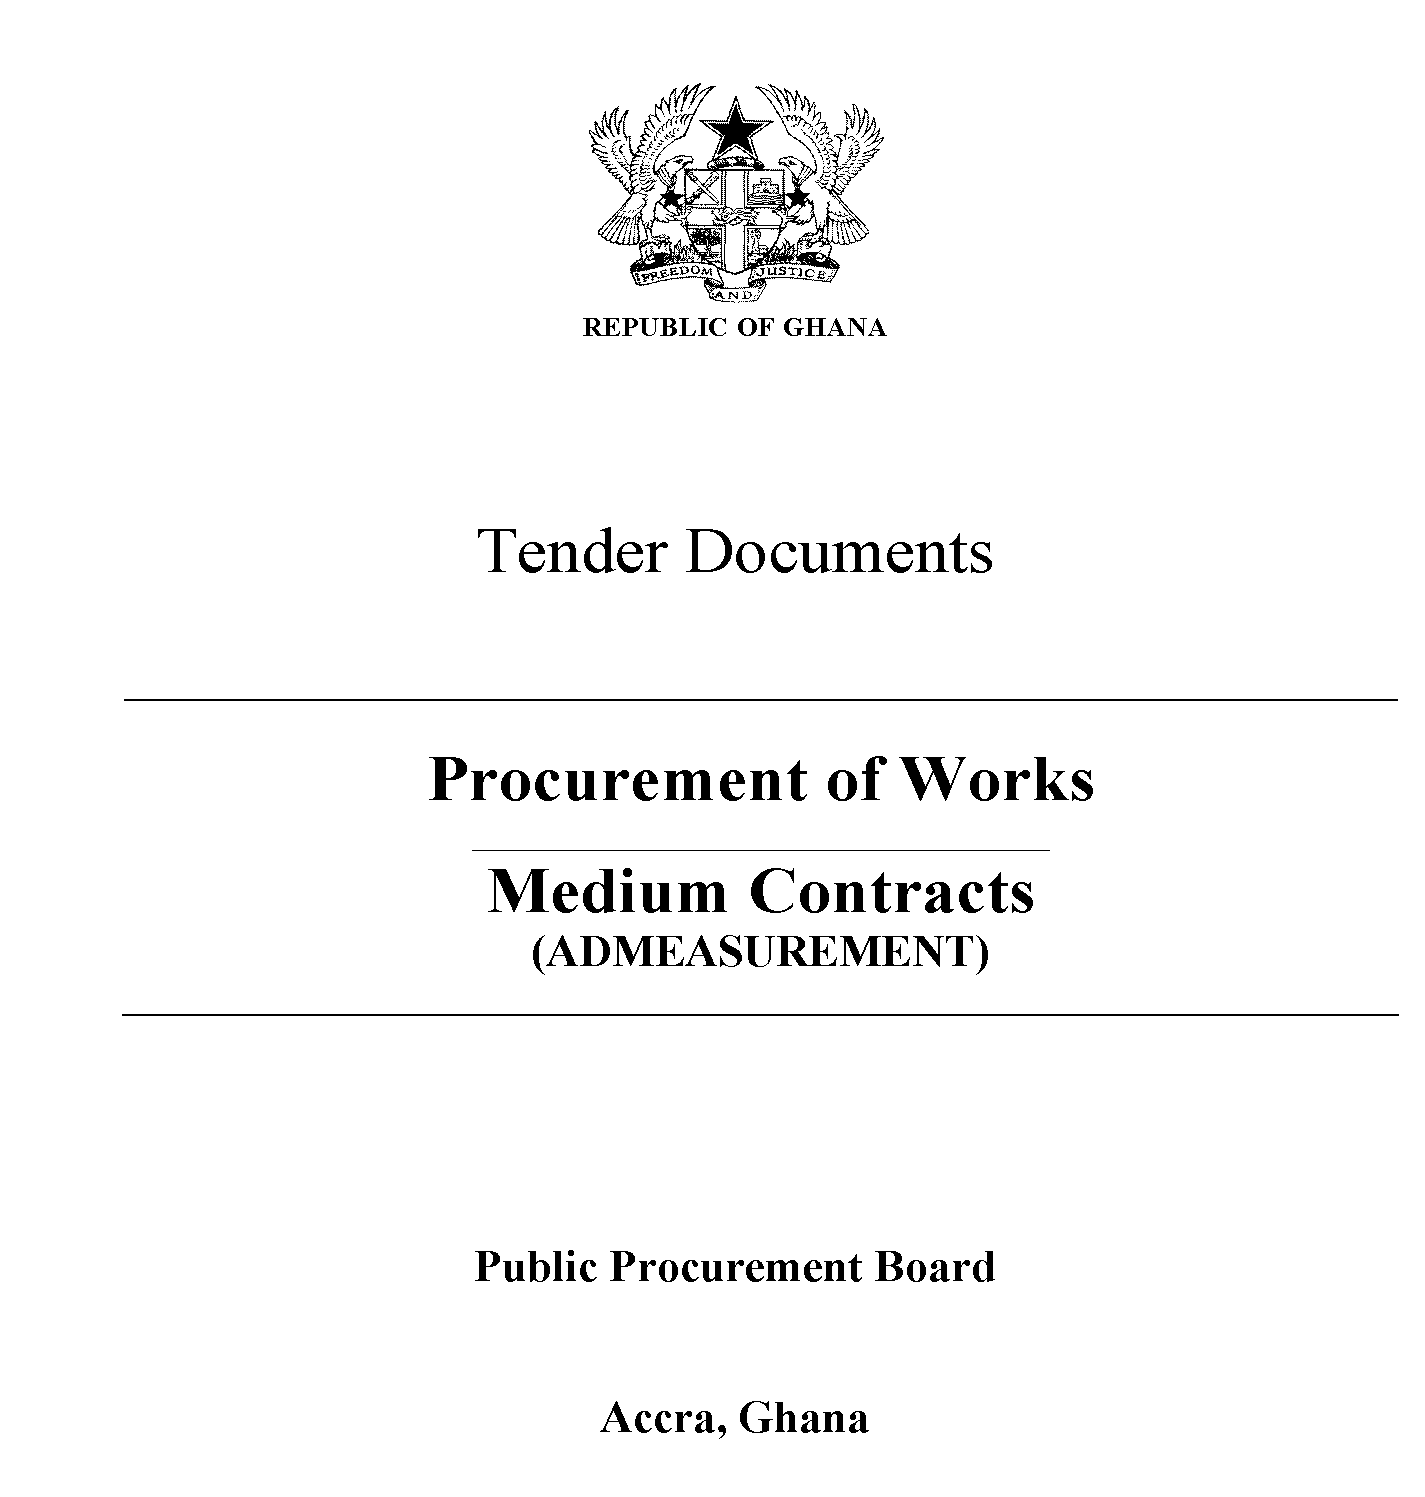 FREEDOM JUSTICE
AND
REPUBLIC OF GHANA
Tender Documents
Procurement of Works
Medium Contracts
(ADMEASUREMENT)
Public Procurement Board
Accra, Ghana